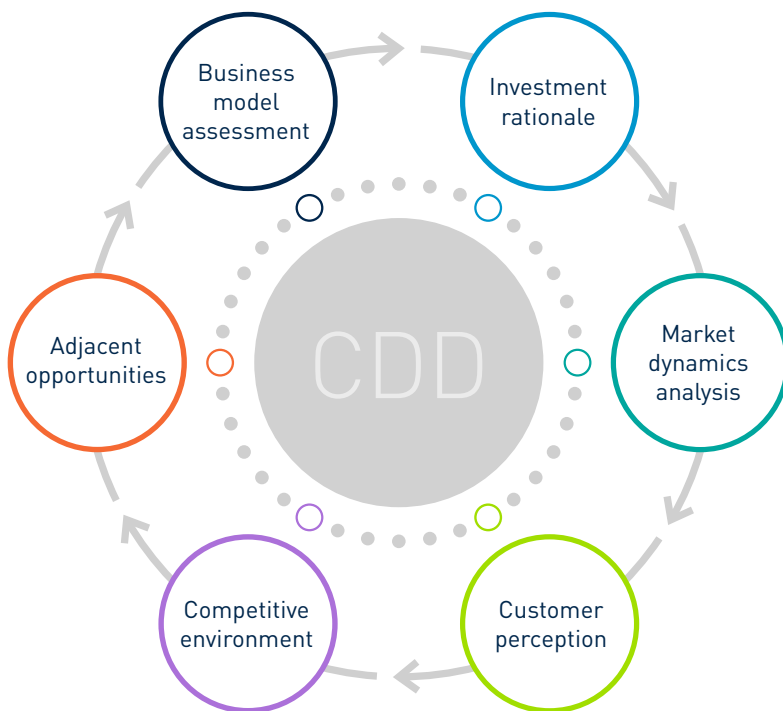 Business
model
assessment
Investment
rationale
Adjacent
opportunities
CDD
Market
dynamics
analysis
Competitive
environment
Customer
perception